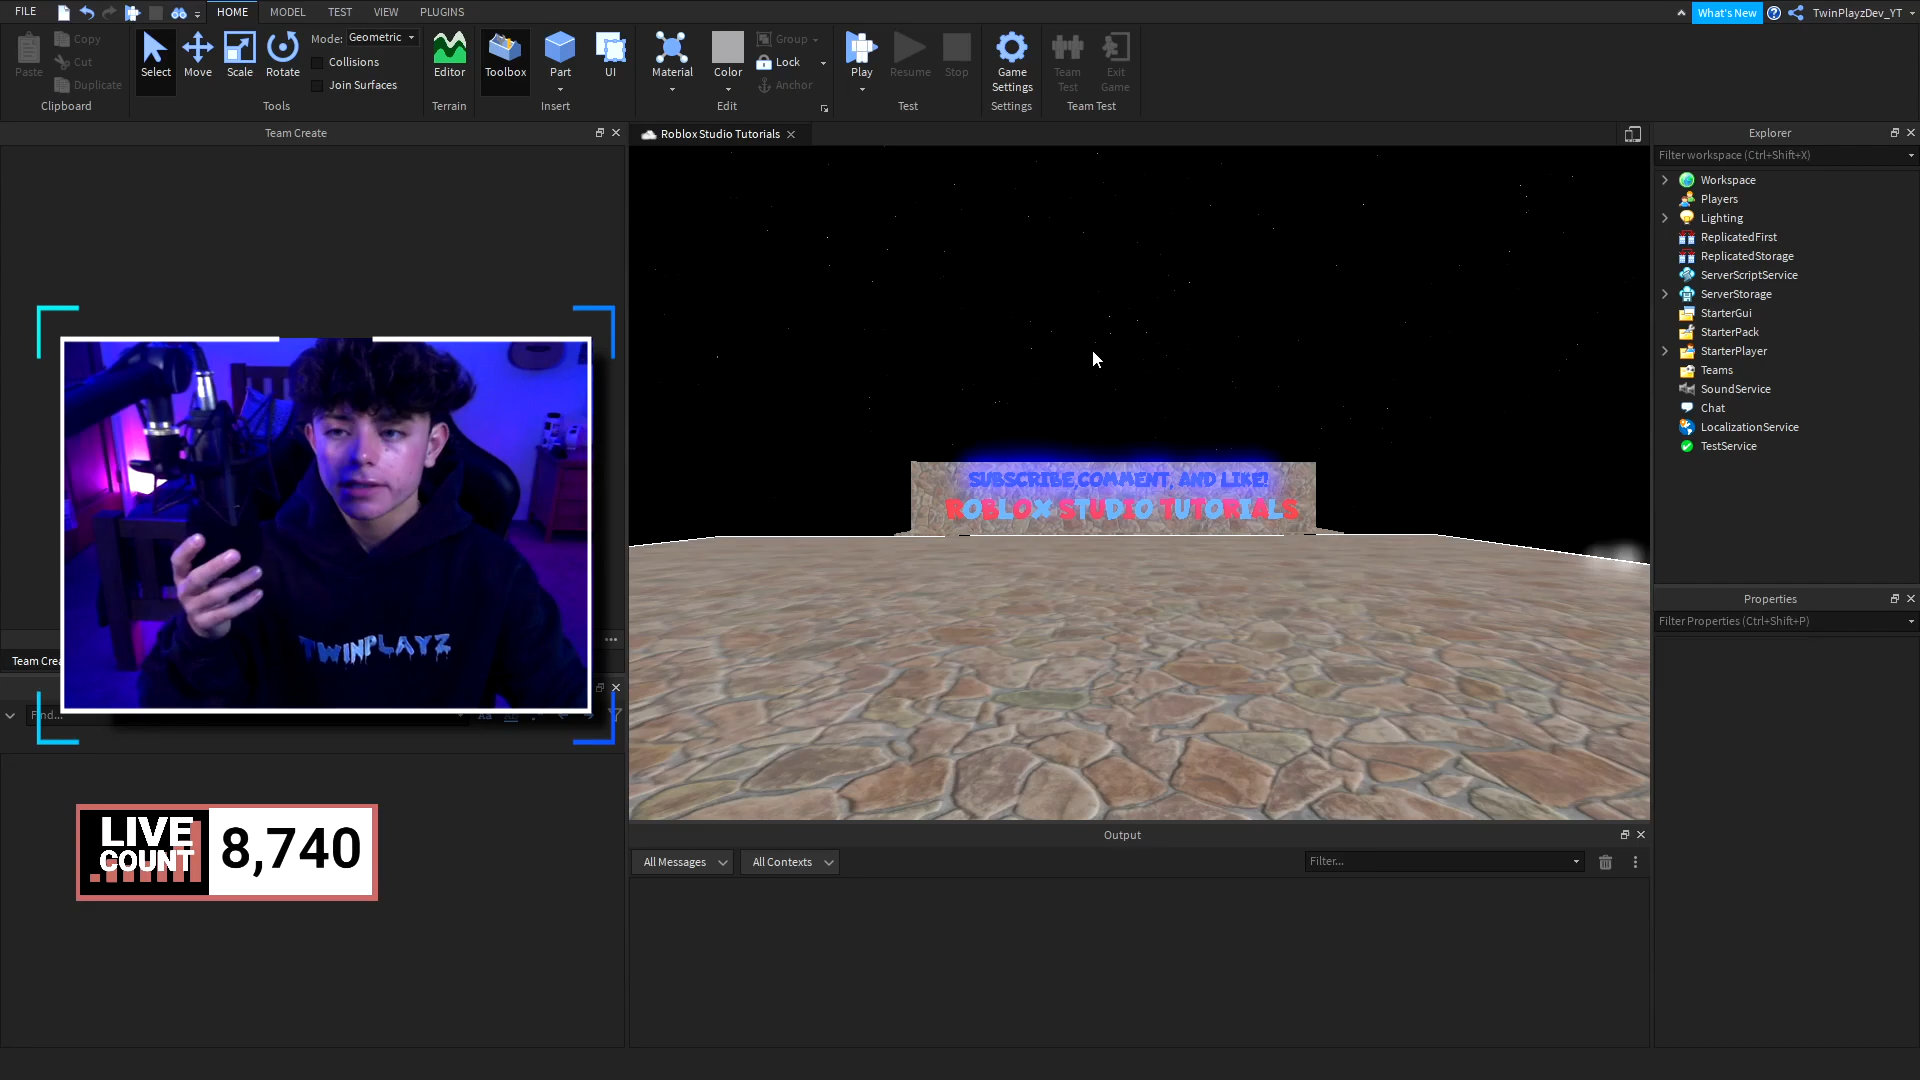 FILE HOME MODEL TEST VIEW PLUGINS What's New TwinPlayzDev_YT
Paste Copy Cut Duplicate
Clipboard
Select Move Scale Rotate
Mode: Geometric
Collisions
Join Surfaces
Tools
Editor
Terrain
Toolbox Part UI
Insert
Material Color
Group
Lock
Anchor
Edit
Play Resume Stop
Test
Game Settings
Settings
Team Test Exit Game
Team Test
Team Create
Roblox Studio Tutorials
Explorer
Filter workspace (Ctrl+Shift+X)
Workspace
Players
Lighting
ReplicatedFirst
ReplicatedStorage
ServerScriptService
ServerStorage
StarterGui
StarterPack
StarterPlayer
Teams
SoundService
Chat
LocalizationService
TestService
SUBSCRIBE,COMMENT, AND LIKE!
ROBLOX STUDIO TUTORIALS
Properties
Filter Properties (Ctrl+Shift+P)
TWINPLAYZ
Team Crea
Find...
Aa
LIVE
COUNT
8,740
Output
All Messages All Contexts Filter...